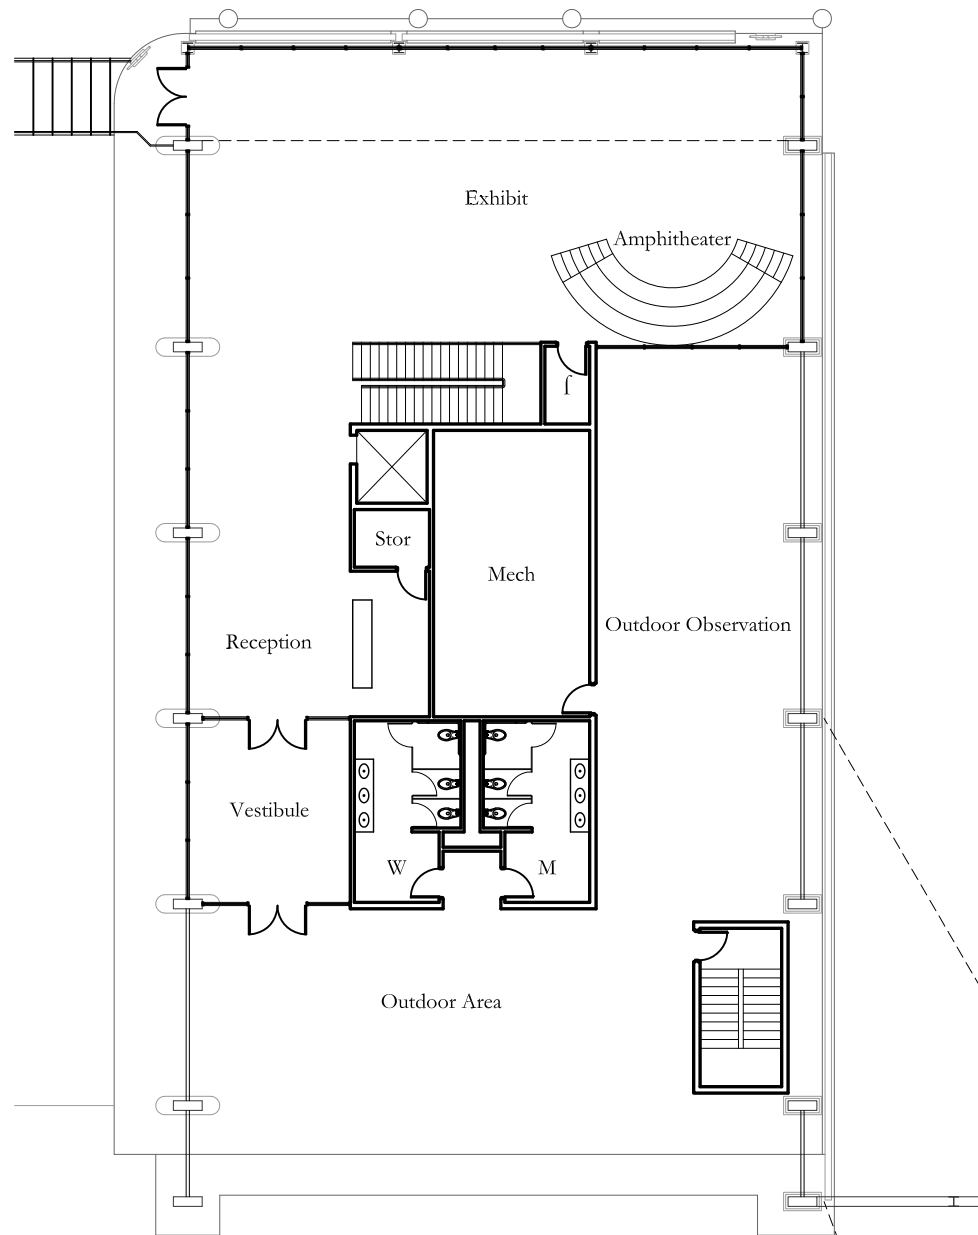 Exhibit
Amphitheater
Stor
Mech
Outdoor Observation
Reception
Vestibule
W
M
Outdoor Area